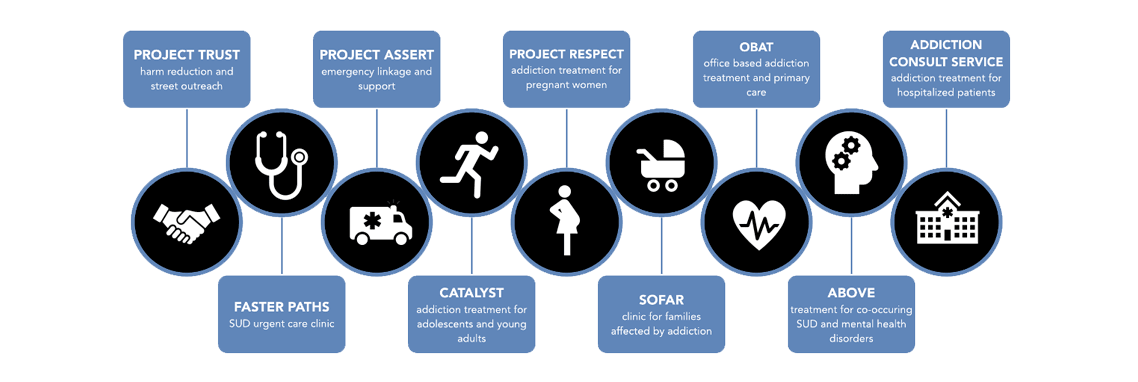 PROJECT TRUST
harm reduction and
street outreach
PROJECT ASSERT
emergency linkage and
support
PROJECT RESPECT
addiction treatment for
pregnant women
OBAT
office based addiction
treatment and primary
care
ADDICTION
CONSULT SERVICE
addiction treatment for
hospitalized patients
FASTER PATHS
SUD urgent care clinic
CATALYST
addiction treatment for
adolescents and young
adults
SOFAR
clinic for families
affected by addiction
ABOVE
treatment for co-occuring
SUD and mental health
disorders